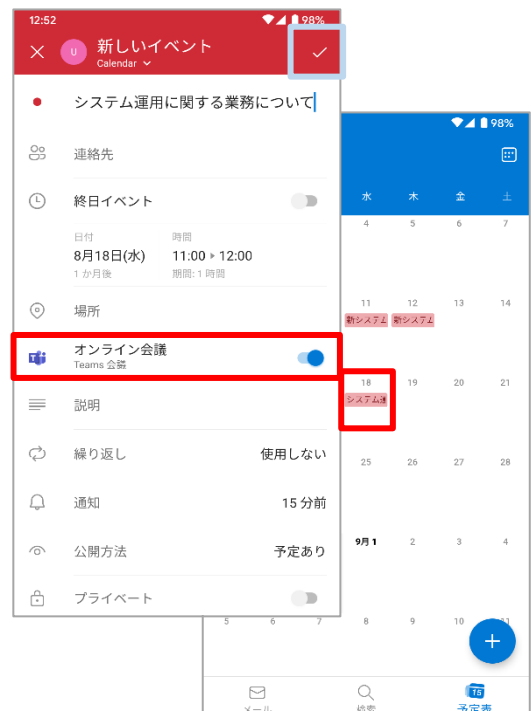 12:52
98%
U
新しいイベント
Calendar
システム運用に関する業務について
連絡先
終日イベント
日付 時間
8月18日(水) 11:00 ▸ 12:00
1 か月後 期間: 1 時間
場所
オンライン会議
Teams 会議
説明
繰り返し 使用しない
通知 15 分前
公開方法 予定あり
プライベート
98%
水 木 金 土
4 5 6 7
11 12 13 14
新システム 新システム
18 19 20 21
システム運
25 26 27 28
9月 1 2 3 4
5 6 7 8 9 10 11
メール 検索 15
予定表